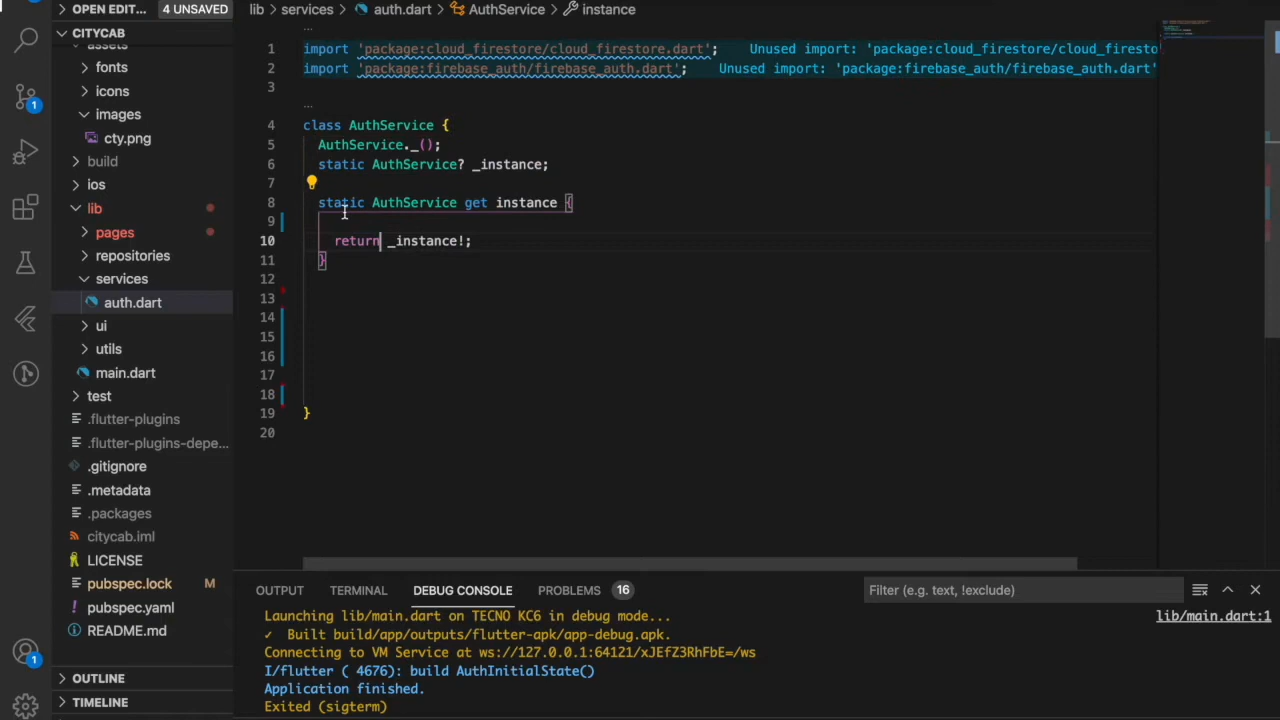 OPEN EDIT... 4 UNSAVED
CITYCAB
assets
fonts
icons
images
cty.png
build
ios
lib
pages
repositories
services
auth.dart
ui
utils
main.dart
test
.flutter-plugins
.flutter-plugins-depe...
.gitignore
.metadata
.packages
citycab.iml
LICENSE
pubspec.lock M
pubspec.yaml
README.md
OUTLINE
TIMELINE
1
1
lib > services > auth.dart > AuthService > instance
...
1 import 'package:cloud_firestore/cloud_firestore.dart'; Unused import: 'package:cloud_firestore/cloud_firesto
2 import 'package:firebase_auth/firebase_auth.dart'; Unused import: 'package:firebase_auth/firebase_auth.dart'
3
...
4 class AuthService {
5 AuthService._();
6 static AuthService? _instance;
7
8 static AuthService get instance {
9
10 return _instance!;
11 }
12
13
14
15
16
17
18
19 }
20
OUTPUT TERMINAL DEBUG CONSOLE PROBLEMS 16 Filter (e.g. text, !exclude)
Launching lib/main.dart on TECNO KC6 in debug mode... lib/main.dart:1
✓ Built build/app/outputs/flutter-apk/app-debug.apk.
Connecting to VM Service at ws://127.0.0.1:64121/xJEfZ3RhFbE=/ws
I/flutter ( 4676): build AuthInitialState()
Application finished.
Exited (sigterm)